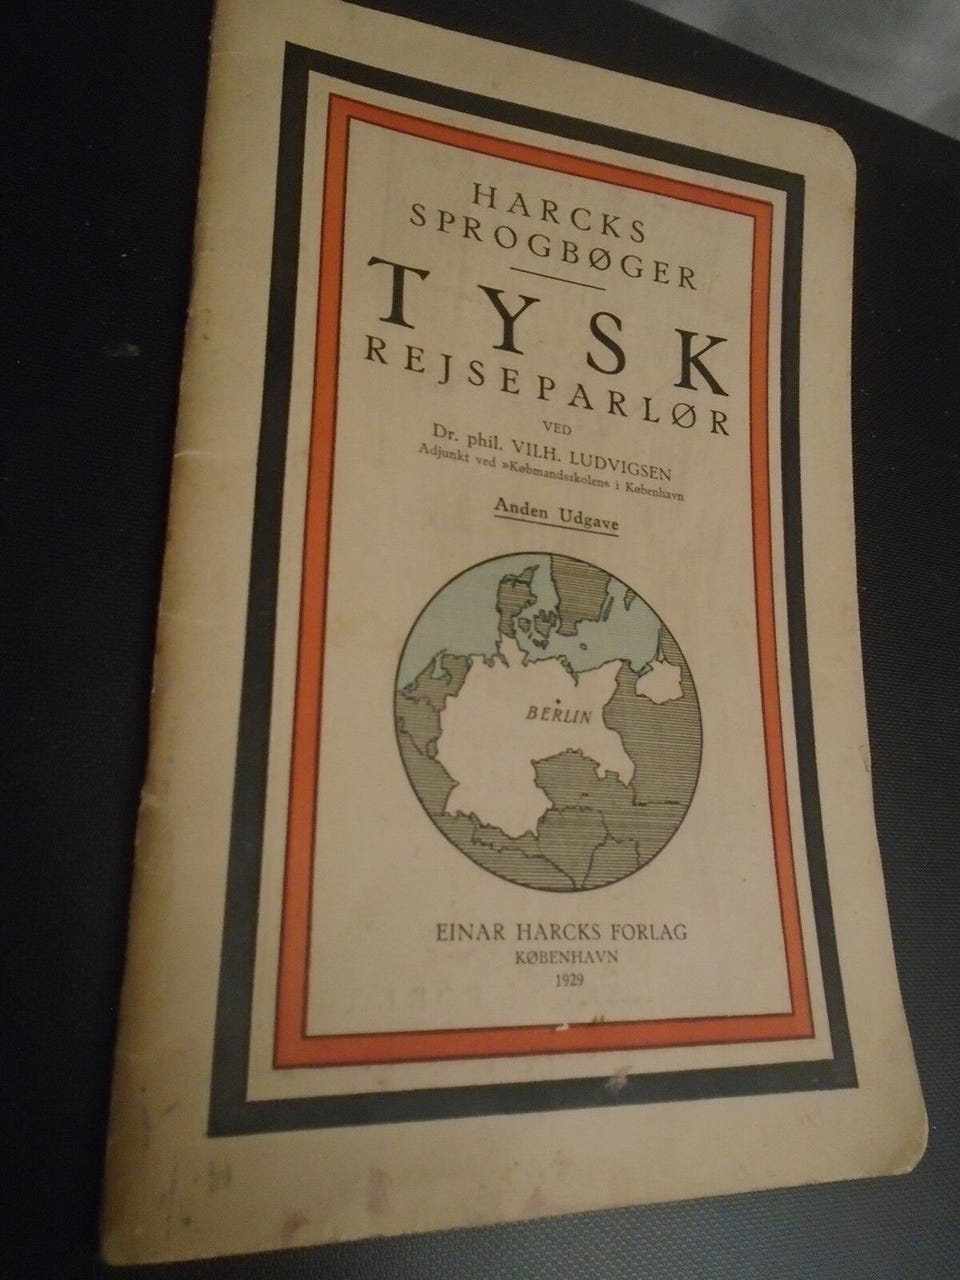 HARCKS
SPROGBØGER
TYSK
REJSEPARLØR
VED
Dr. phil. VILH. LUDVIGSEN
Adjunkt ved »Købmandsskolen« i København
Anden Udgave
BERLIN
EINAR HARCKS FORLAG
KØBENHAVN
1929